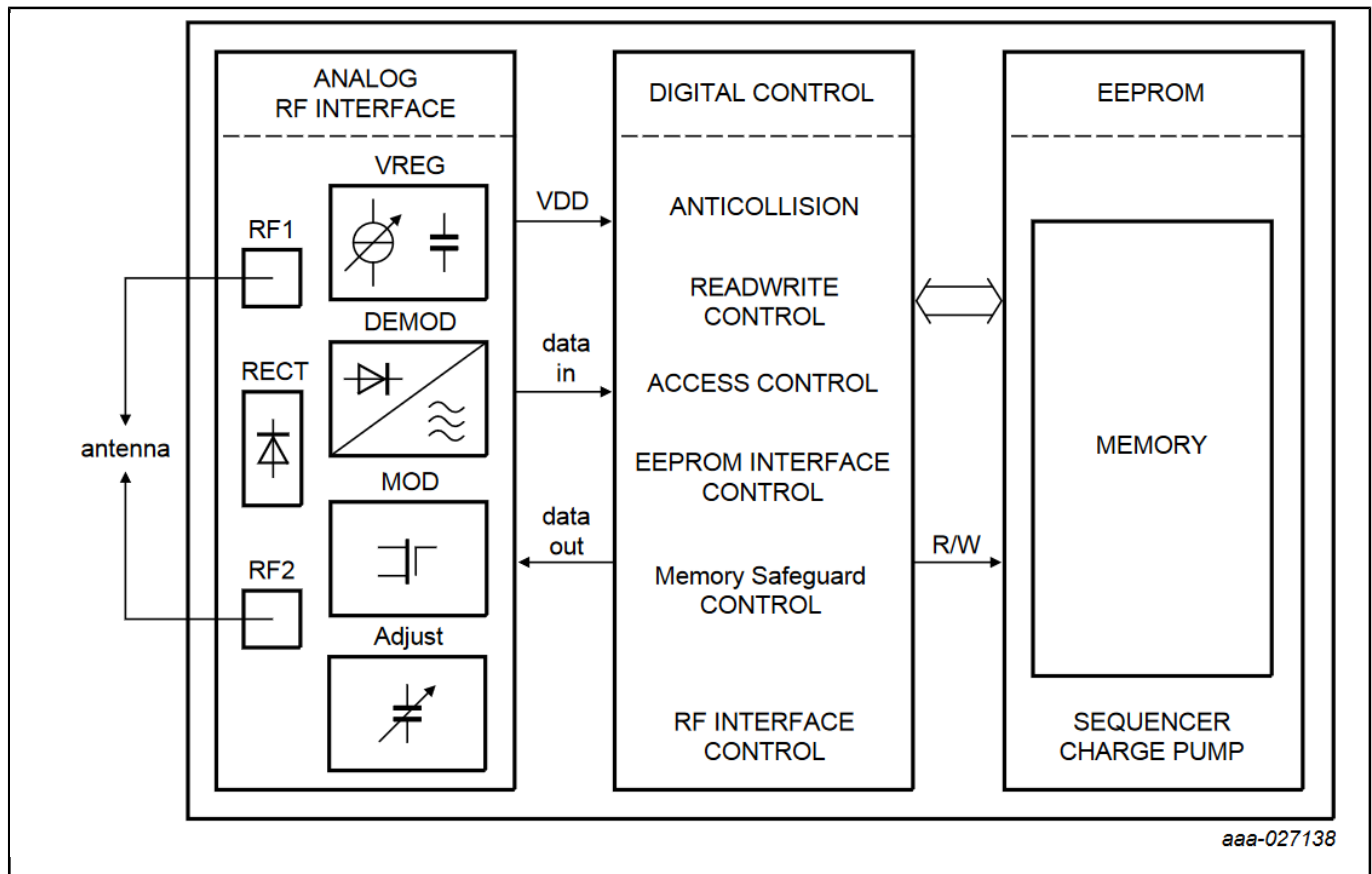 ANALOG
RF INTERFACE
VREG
RF1
DEMOD
RECT
antenna
MOD
RF2
Adjust
VDD
data
in
data
out
DIGITAL CONTROL
ANTICOLLISION
READWRITE
CONTROL
ACCESS CONTROL
EEPROM INTERFACE
CONTROL
Memory Safeguard
CONTROL
RF INTERFACE
CONTROL
R/W
EEPROM
MEMORY
SEQUENCER
CHARGE PUMP
aaa-027138